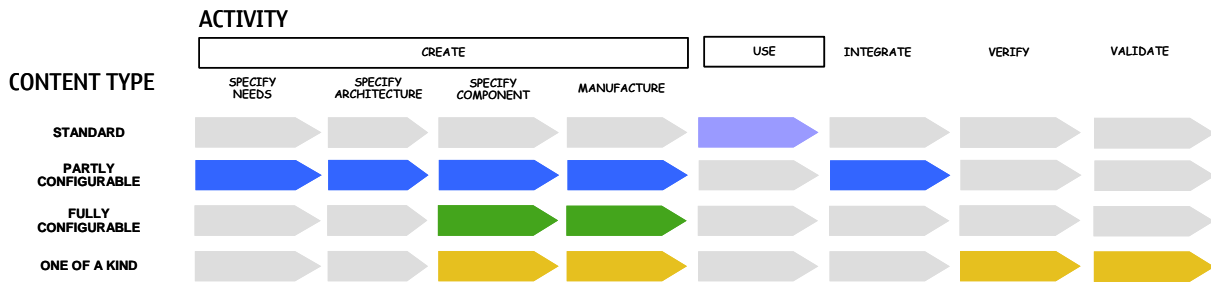 ACTIVITY
CREATE
USE
INTEGRATE
VERIFY
VALIDATE
CONTENT TYPE
SPECIFY
NEEDS
SPECIFY
ARCHITECTURE
SPECIFY
COMPONENT
MANUFACTURE
STANDARD
PARTLY
CONFIGURABLE
FULLY
CONFIGURABLE
ONE OF A KIND